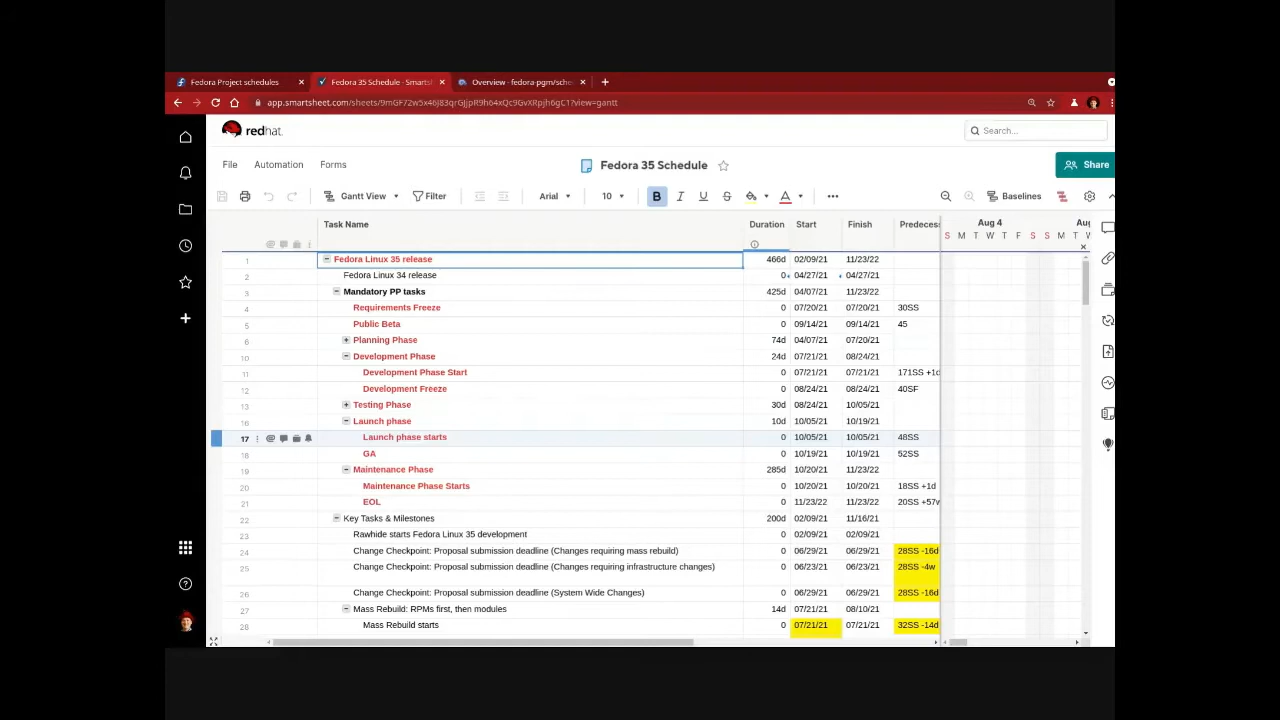 Fedora Project schedules
Fedora 35 Schedule - Smartsh
Overview - fedora-pgm/sche
app.smartsheet.com/sheets/9mGF72w5x46J83qrGJjpR9h64xQc9GvXRpjh6gC1?view=gantt
redhat.
Search...
File Automation Forms
Fedora 35 Schedule
Share
Gantt View Filter Arial 10 B I U S A ••• Baselines
Task Name Duration Start Finish Predecess Aug 4 Aug
S M T W T F S S M T W
1 Fedora Linux 35 release 466d 02/09/21 11/23/22
2 Fedora Linux 34 release 0 04/27/21 04/27/21
3 Mandatory PP tasks 425d 04/07/21 11/23/22
4 Requirements Freeze 0 07/20/21 07/20/21 30SS
5 Public Beta 0 09/14/21 09/14/21 45
6 Planning Phase 74d 04/07/21 07/20/21
10 Development Phase 24d 07/21/21 08/24/21
11 Development Phase Start 0 07/21/21 07/21/21 171SS +1d
12 Development Freeze 0 08/24/21 08/24/21 40SF
13 Testing Phase 30d 08/24/21 10/05/21
16 Launch phase 10d 10/05/21 10/19/21
17 Launch phase starts 0 10/05/21 10/05/21 48SS
18 GA 0 10/19/21 10/19/21 52SS
19 Maintenance Phase 285d 10/20/21 11/23/22
20 Maintenance Phase Starts 0 10/20/21 10/20/21 18SS +1d
21 EOL 0 11/23/22 11/23/22 20SS +57w
22 Key Tasks & Milestones 200d 02/09/21 11/16/21
23 Rawhide starts Fedora Linux 35 development 0 02/09/21 02/09/21
24 Change Checkpoint: Proposal submission deadline (Changes requiring mass rebuild) 0 06/29/21 06/29/21 28SS -16d
25 Change Checkpoint: Proposal submission deadline (Changes requiring infrastructure changes) 0 06/23/21 06/23/21 28SS -4w
26 Change Checkpoint: Proposal submission deadline (System Wide Changes) 0 06/29/21 06/29/21 28SS -16d
27 Mass Rebuild: RPMs first, then modules 14d 07/21/21 08/10/21
28 Mass Rebuild starts 0 07/21/21 07/21/21 32SS -14d